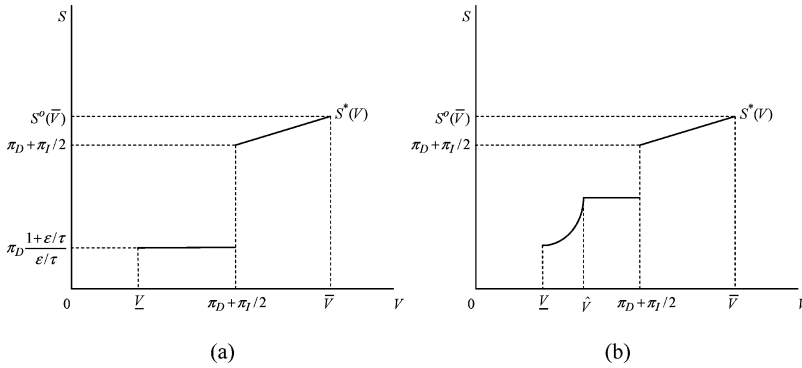 S
S°(V̅)
S*(V)
π_D+π_I/2
π_D (1+ε/τ)/(ε/τ)
0
V̲
π_D+π_I/2
V̅
V
(a)
S
S°(V̅)
S*(V)
π_D+π_I/2
0
V̲
V̂
π_D+π_I/2
V̅
(b)